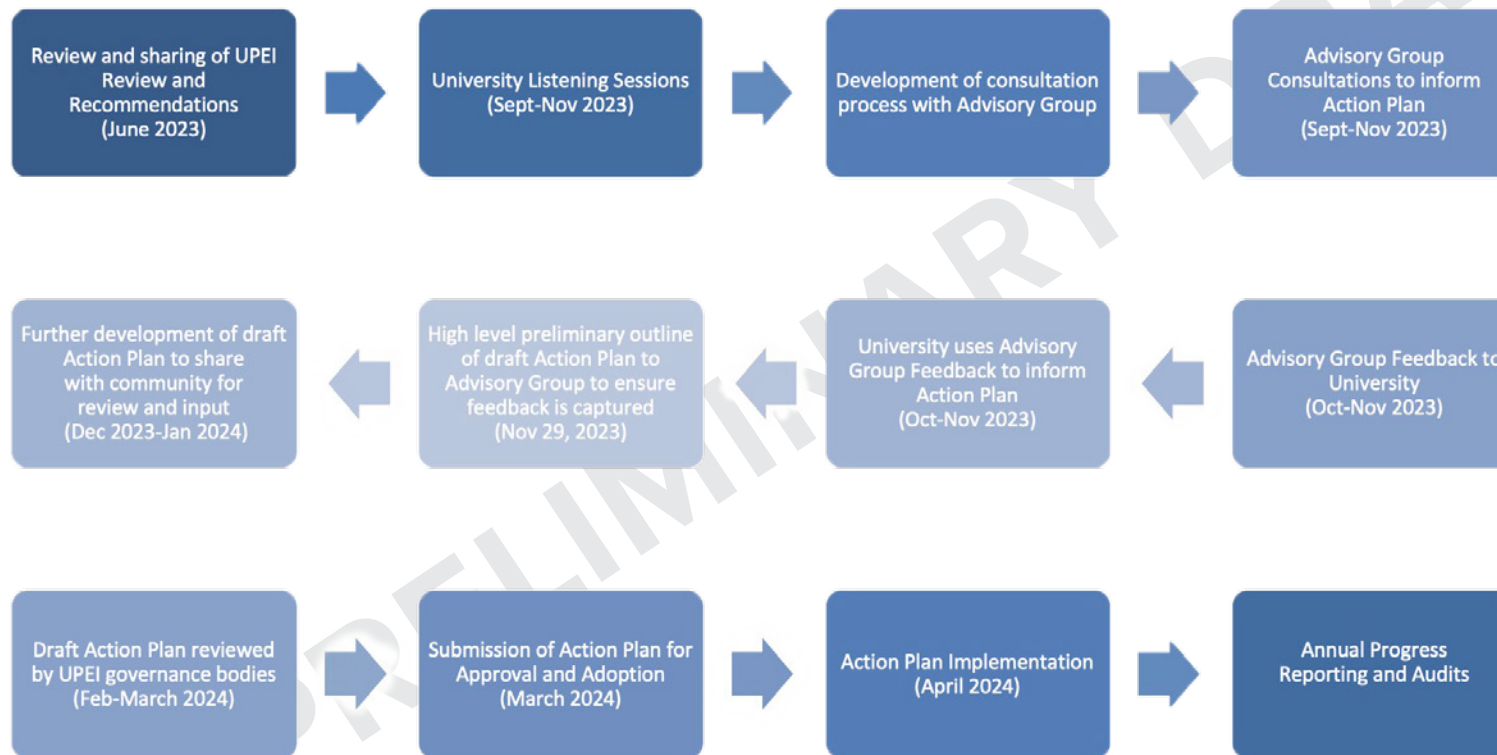 Review and sharing of UPEI
Review and
Recommendations
(June 2023)
University Listening Sessions
(Sept-Nov 2023)
Development of consultation
process with Advisory Group
Advisory Group
Consultations to inform
Action Plan
(Sept-Nov 2023)
Advisory Group Feedback to
University
(Oct-Nov 2023)
University uses Advisory
Group Feedback to inform
Action Plan
(Oct-Nov 2023)
High level preliminary outline
of draft Action Plan to
Advisory Group to ensure
feedback is captured
(Nov 29, 2023)
Further development of draft
Action Plan to share
with community for
review and input
(Dec 2023-Jan 2024)
Draft Action Plan reviewed
by UPEI governance bodies
(Feb-March 2024)
Submission of Action Plan for
Approval and Adoption
(March 2024)
Action Plan Implementation
(April 2024)
Annual Progress
Reporting and Audits
PRELIMINARY